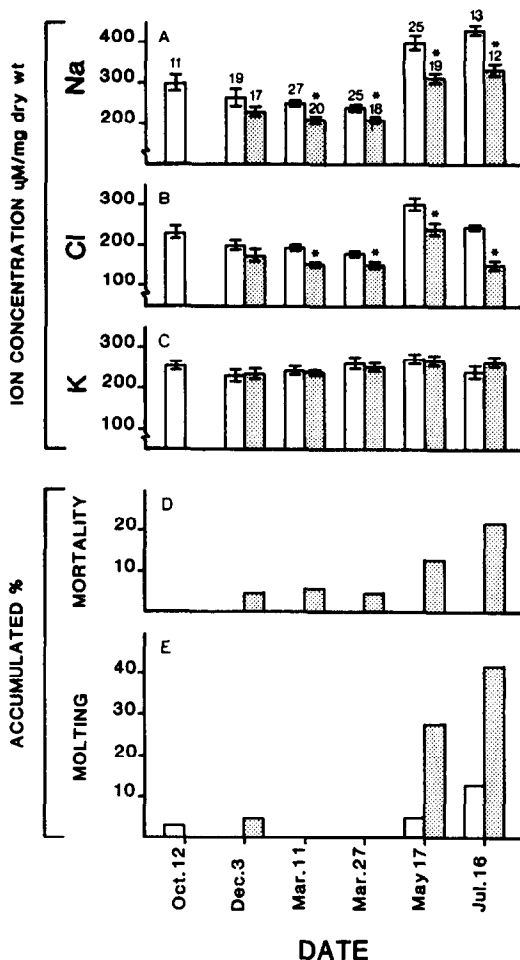 ION CONCENTRATION µM/mg dry wt
Na
400
300
200
A
11
19
17
27
*
20
25
*
18
25
*
19
13
*
12
Cl
300
200
100
B
*
*
*
*
K
300
200
100
C
ACCUMULATED %
MORTALITY
20
10
D
MOLTING
40
30
20
10
E
Oct.12
Dec.3
Mar.11
Mar.27
May 17
Jul.16
DATE